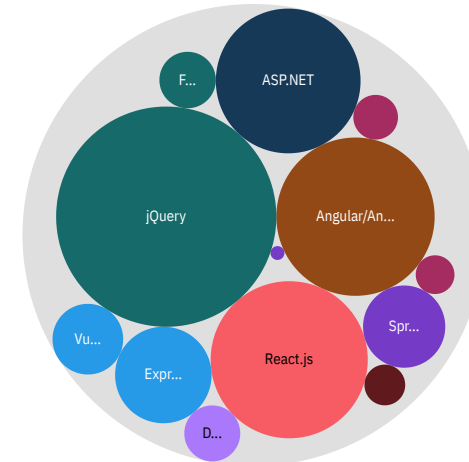 F...
ASP.NET
jQuery
Angular/An...
Vu...
Expr...
React.js
Spr...
D...